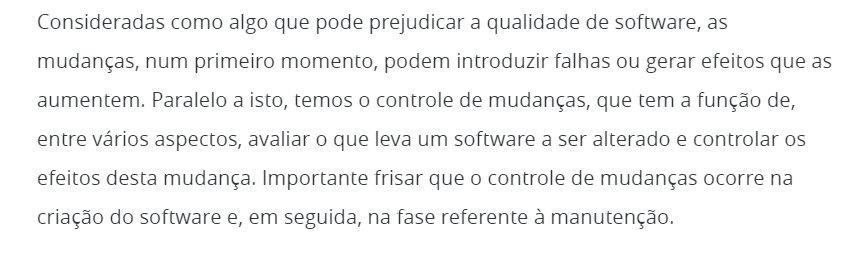 Consideradas como algo que pode prejudicar a qualidade de software, as
mudanças, num primeiro momento, podem introduzir falhas ou gerar efeitos que as
aumentem. Paralelo a isto, temos o controle de mudanças, que tem a função de,
entre vários aspectos, avaliar o que leva um software a ser alterado e controlar os
efeitos desta mudança. Importante frisar que o controle de mudanças ocorre na
criação do software e, em seguida, na fase referente à manutenção.